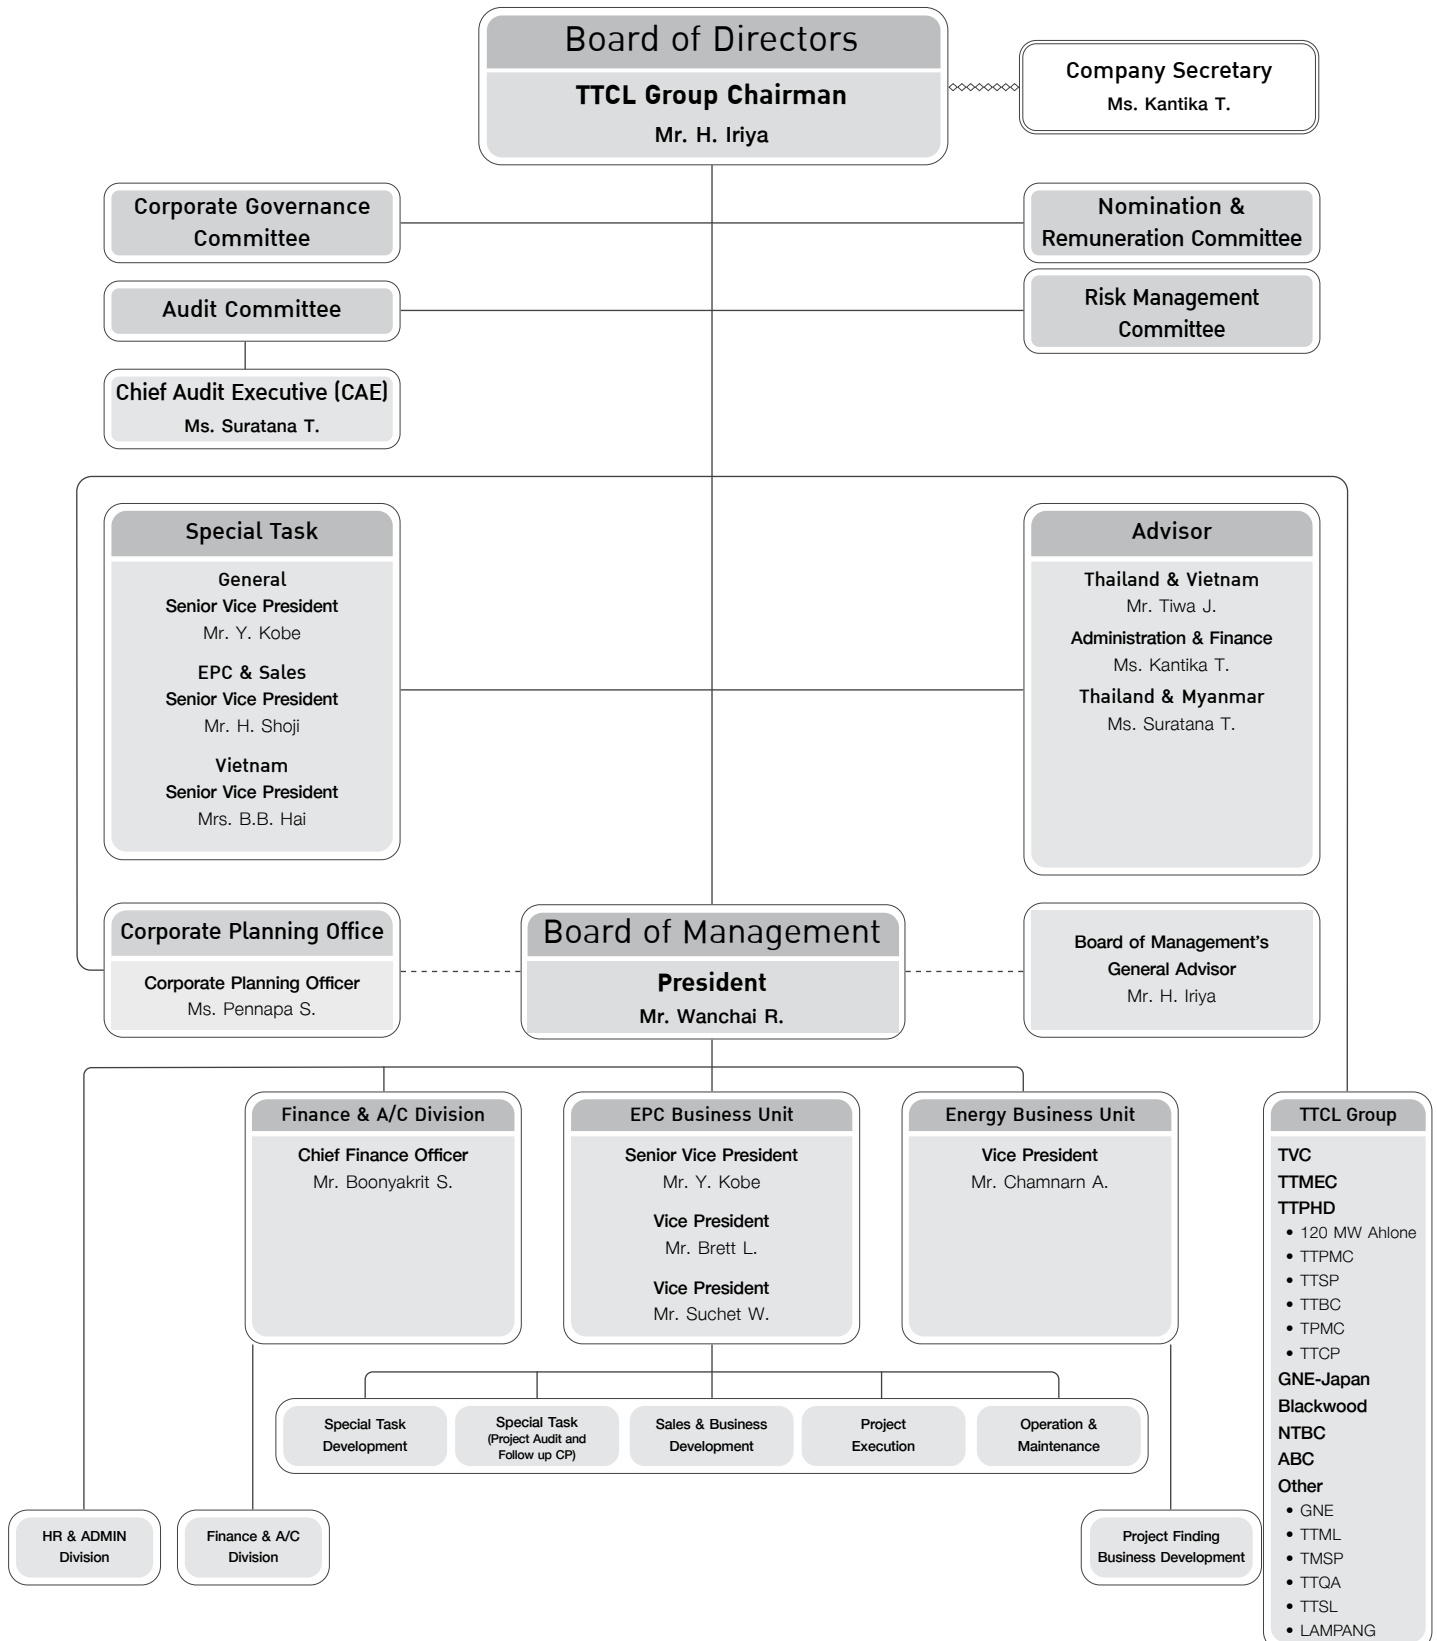 Board of Directors
TTCL Group Chairman
Mr. H. Iriya
Company Secretary
Ms. Kantika T.
Corporate Governance
Committee
Nomination &
Remuneration Committee
Audit Committee
Risk Management
Committee
Chief Audit Executive (CAE)
Ms. Suratana T.
Special Task
General
Senior Vice President
Mr. Y. Kobe
EPC & Sales
Senior Vice President
Mr. H. Shoji
Vietnam
Senior Vice President
Mrs. B.B. Hai
Advisor
Thailand & Vietnam
Mr. Tiwa J.
Administration & Finance
Ms. Kantika T.
Thailand & Myanmar
Ms. Suratana T.
Corporate Planning Office
Corporate Planning Officer
Ms. Pennapa S.
Board of Management
President
Mr. Wanchai R.
Board of Management's
General Advisor
Mr. H. Iriya
Finance & A/C Division
Chief Finance Officer
Mr. Boonyakrit S.
EPC Business Unit
Senior Vice President
Mr. Y. Kobe
Vice President
Mr. Brett L.
Vice President
Mr. Suchet W.
Energy Business Unit
Vice President
Mr. Chamnarn A.
TTCL Group
TVC
TTMEC
TTPHD
• 120 MW Ahlone
• TTPMC
• TTSP
• TTBC
• TPMC
• TTCP
GNE-Japan
Blackwood
NTBC
ABC
Other
• GNE
• TTML
• TMSP
• TTQA
• TTSL
• LAMPANG
Special Task
Development
Special Task
(Project Audit and
Follow up CP)
Sales & Business
Development
Project
Execution
Operation &
Maintenance
HR & ADMIN
Division
Finance & A/C
Division
Project Finding
Business Development